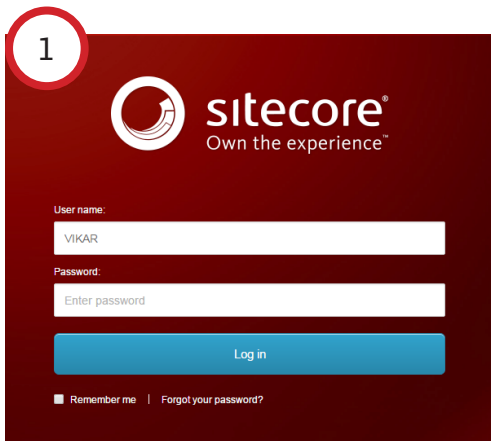 1
sitecore®
Own the experience™
User name:
VIKAR
Password:
Enter password
Log in
Remember me | Forgot your password?